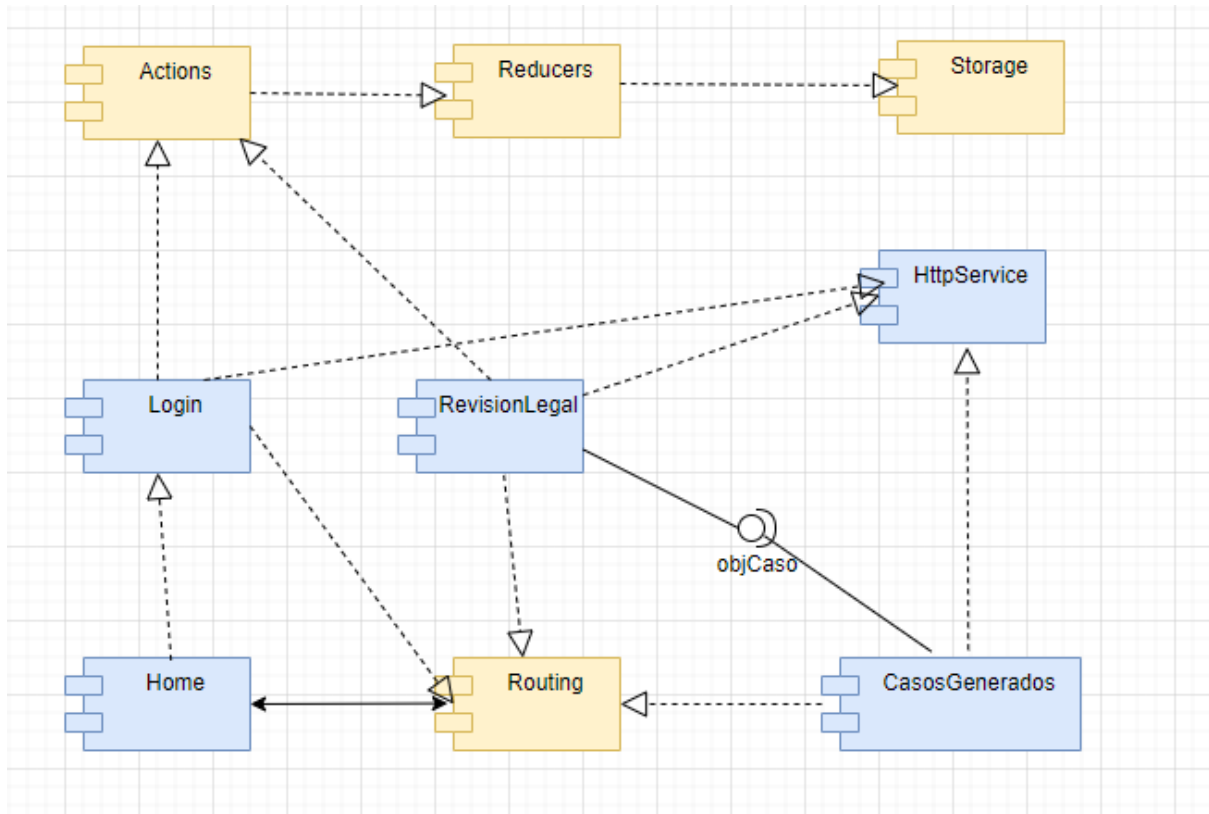 Actions
Reducers
Storage
HttpService
Login
RevisionLegal
objCaso
Home
Routing
CasosGenerados